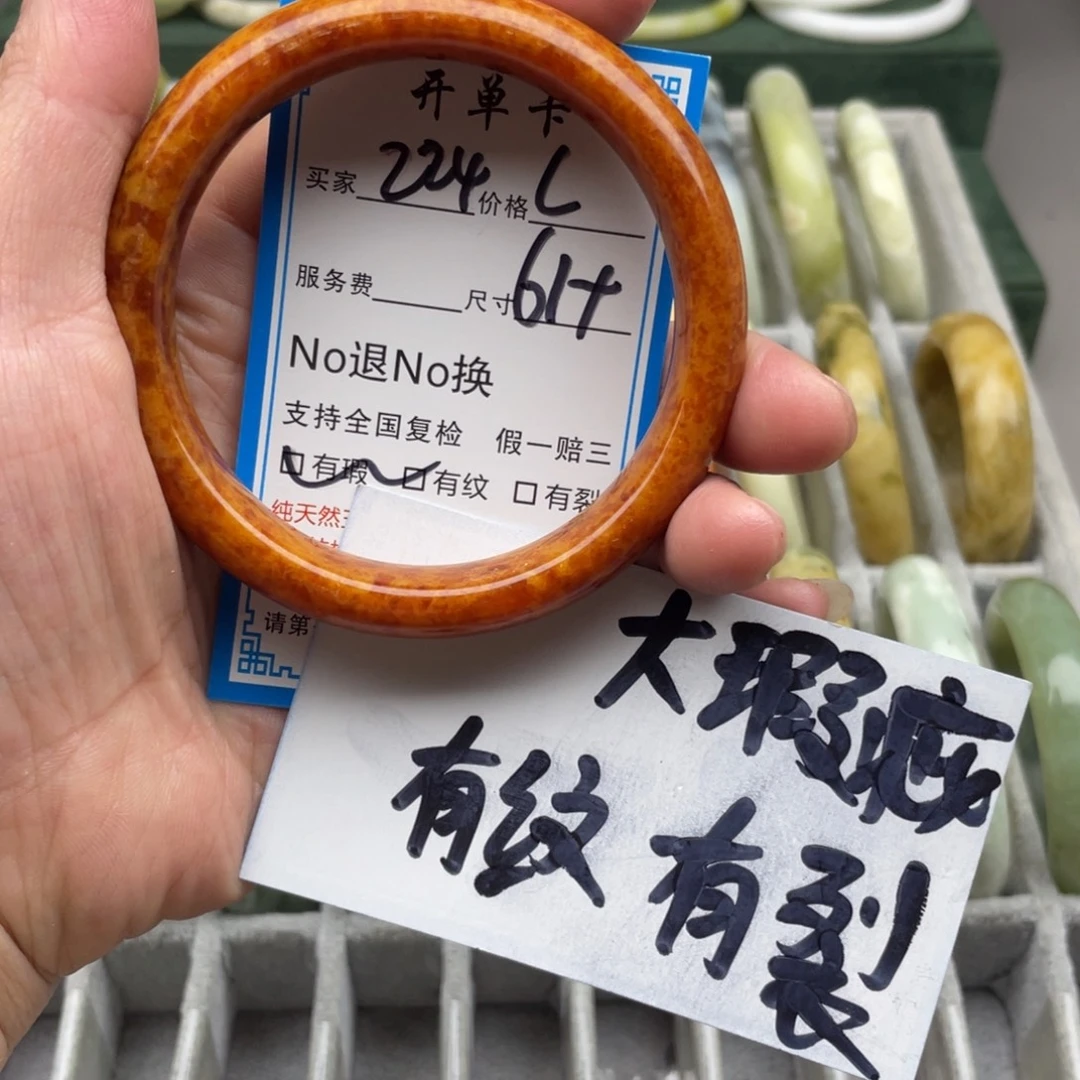 开单卡
买家 224 价格 L
服务费 尺寸 61+
No退No换
支持全国复检 假一赔三
□有瑕 □有纹 □有裂
纯天然
请第
大瑕疵
有纹 有裂